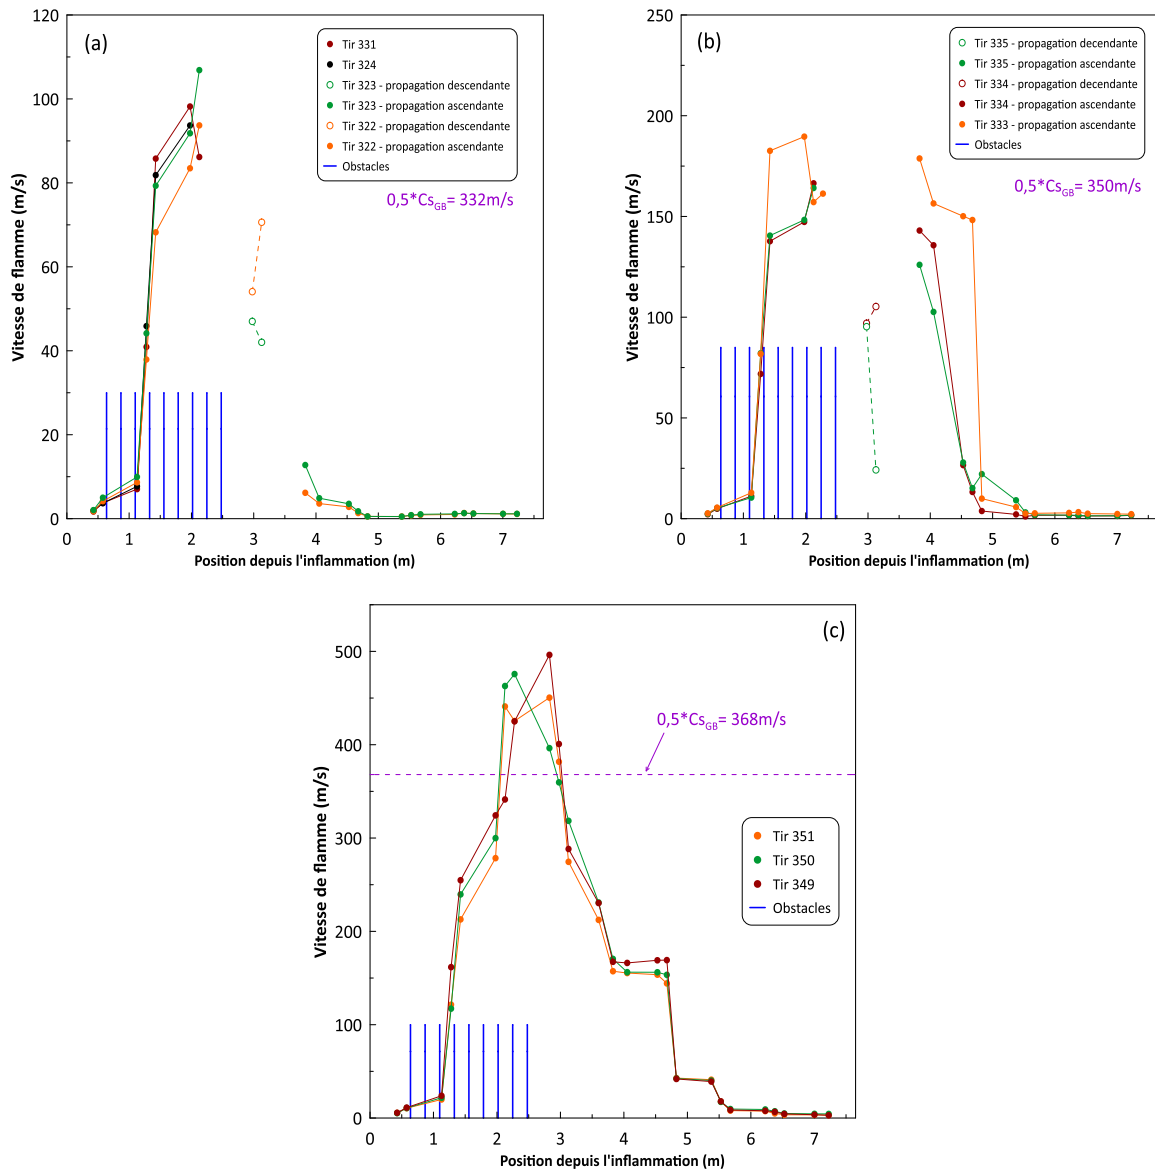 (a)
120
100
80
60
40
20
0
Vitesse de flamme (m/s)
Tir 331
Tir 324
Tir 323 - propagation descendante
Tir 323 - propagation ascendante
Tir 322 - propagation descendante
Tir 322 - propagation ascendante
Obstacles
0,5*CsGB= 332m/s
0 1 2 3 4 5 6 7
Position depuis l'inflammation (m)
(b)
250
200
150
100
50
0
Vitesse de flamme (m/s)
Tir 335 - propagation decendante
Tir 335 - propagation ascendante
Tir 334 - propagation decendante
Tir 334 - propagation ascendante
Tir 333 - propagation ascendante
Obstacles
0,5*CsGB= 350m/s
0 1 2 3 4 5 6 7
Position depuis l'inflammation (m)
(c)
500
400
300
200
100
0
Vitesse de flamme (m/s)
0,5*CsGB= 368m/s
Tir 351
Tir 350
Tir 349
Obstacles
0 1 2 3 4 5 6 7
Position depuis l'inflammation (m)